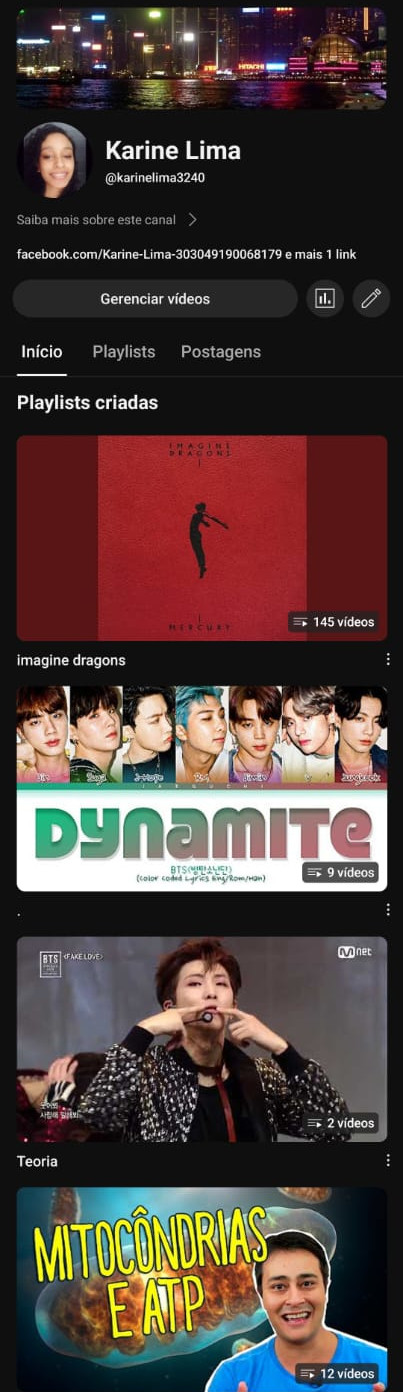 HITACHI
Karine Lima
@karinelima3240
Saiba mais sobre este canal
facebook.com/Karine-Lima-303049190068179 e mais 1 link
Gerenciar vídeos
Início Playlists Postagens
Playlists criadas
IMAGINE
DRAGONS
MERCURY
145 vídeos
imagine dragons
Jin Suga J-Hope RM Jimin V Jungkook
DYNAMITE
BTS(방탄소년단)
(Color Coded Lyrics Eng/Rom/Han)
9 vídeos
.
BTS <FAKE LOVE>
Mnet
2 vídeos
Teoria
MITOCÔNDRIAS
E ATP
12 vídeos